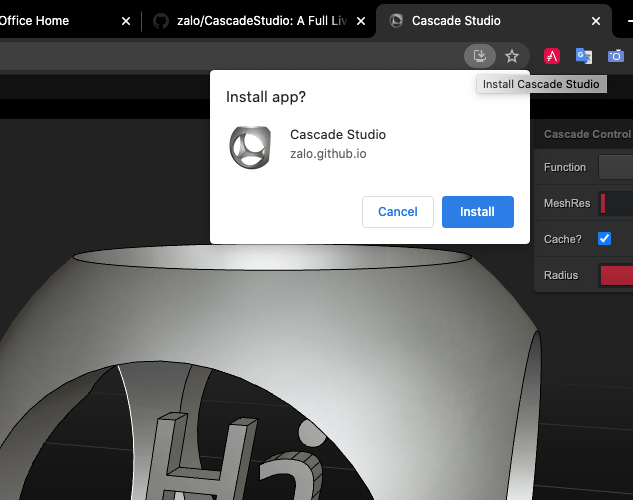 Office Home
zalo/CascadeStudio: A Full Liv
Cascade Studio
Install Cascade Studio
Install app?
Cascade Studio
zalo.github.io
Cancel
Install
Cascade Control
Function
MeshRes
Cache?
Radius
Hi